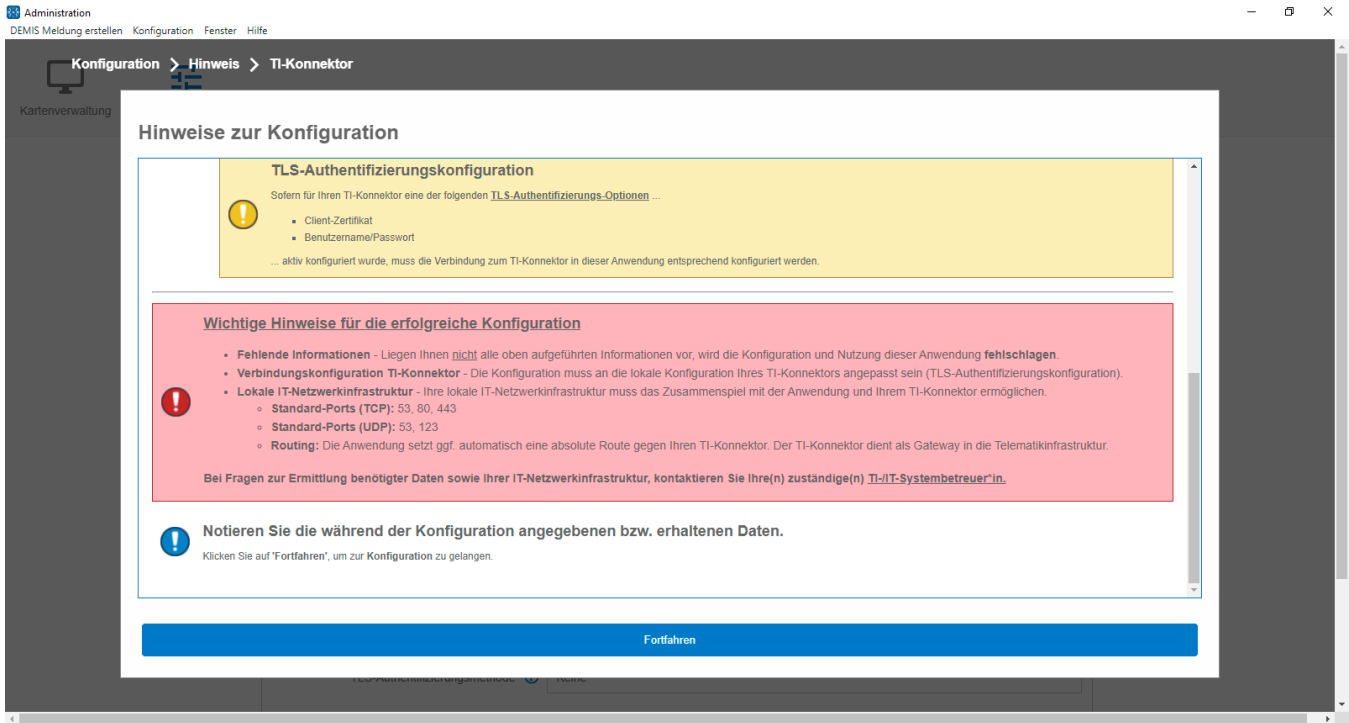 Administration
DEMIS Meldung erstellen Konfiguration Fenster Hilfe
Konfiguration > Hinweis > TI-Konnektor
Kartenverwaltung
Hinweise zur Konfiguration
TLS-Authentifizierungskonfiguration
Sofern für Ihren TI-Konnektor eine der folgenden TLS-Authentifizierungs-Optionen ...
▪ Client-Zertifikat
▪ Benutzername/Passwort
... aktiv konfiguriert wurde, muss die Verbindung zum TI-Konnektor in dieser Anwendung entsprechend konfiguriert werden.
Wichtige Hinweise für die erfolgreiche Konfiguration
• Fehlende Informationen - Liegen Ihnen nicht alle oben aufgeführten Informationen vor, wird die Konfiguration und Nutzung dieser Anwendung fehlschlagen.
• Verbindungskonfiguration TI-Konnektor - Die Konfiguration muss an die lokale Konfiguration Ihres TI-Konnektors angepasst sein (TLS-Authentifizierungskonfiguration).
• Lokale IT-Netzwerkinfrastruktur - Ihre lokale IT-Netzwerkinfrastruktur muss das Zusammenspiel mit der Anwendung und Ihrem TI-Konnektor ermöglichen.
◦ Standard-Ports (TCP): 53, 80, 443
◦ Standard-Ports (UDP): 53, 123
◦ Routing: Die Anwendung setzt ggf. automatisch eine absolute Route gegen Ihren TI-Konnektor. Der TI-Konnektor dient als Gateway in die Telematikinfrastruktur.
Bei Fragen zur Ermittlung benötigter Daten sowie Ihrer IT-Netzwerkinfrastruktur, kontaktieren Sie Ihre(n) zuständige(n) TI-/IT-Systembetreuer*in.
Notieren Sie die während der Konfiguration angegebenen bzw. erhaltenen Daten.
Klicken Sie auf 'Fortfahren', um zur Konfiguration zu gelangen.
Fortfahren
TLS-Authentifizierungsmethode Keine